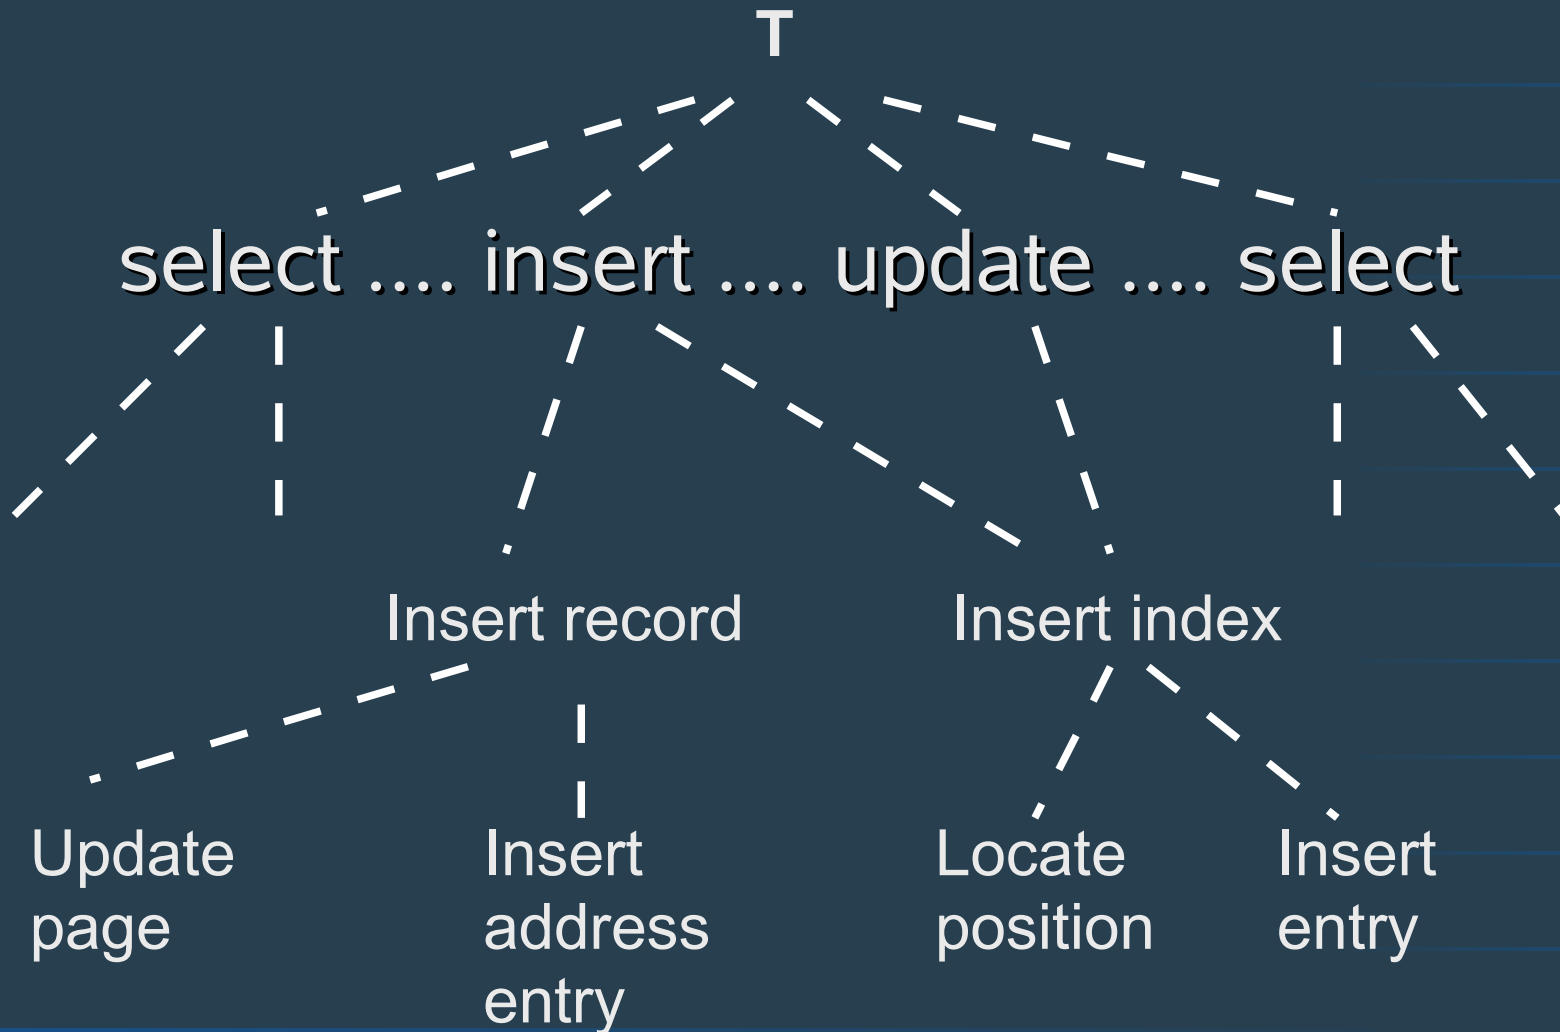 T
select .... insert .... update .... select
Insert record
Insert index
Update
page
Insert
address
entry
Locate
position
Insert
entry